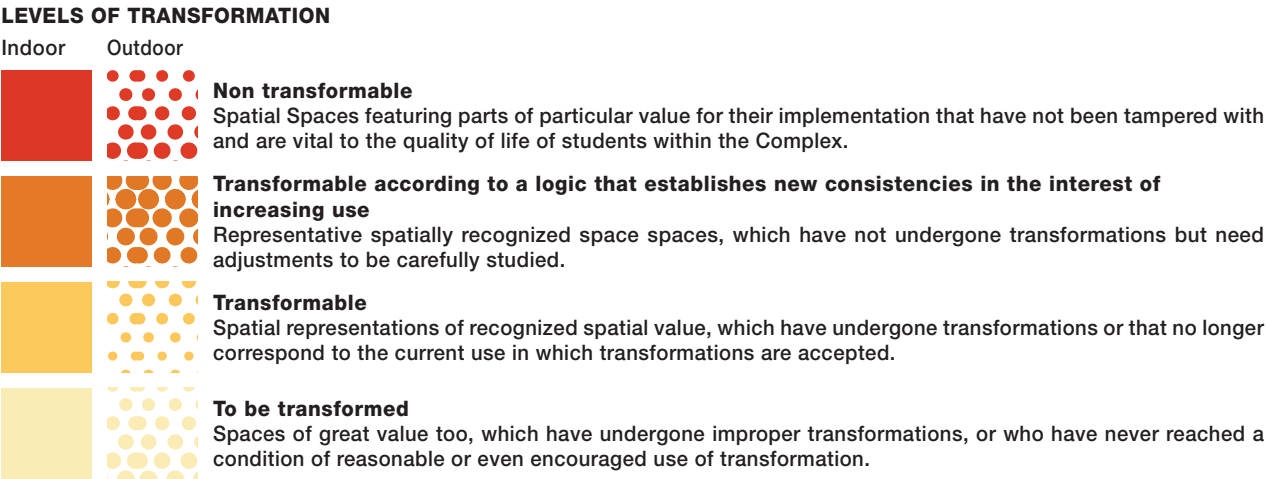 LEVELS OF TRANSFORMATION
Indoor Outdoor
Non transformable
Spatial Spaces featuring parts of particular value for their implementation that have not been tampered with
and are vital to the quality of life of students within the Complex.
Transformable according to a logic that establishes new consistencies in the interest of
increasing use
Representative spatially recognized space spaces, which have not undergone transformations but need
adjustments to be carefully studied.
Transformable
Spatial representations of recognized spatial value, which have undergone transformations or that no longer
correspond to the current use in which transformations are accepted.
To be transformed
Spaces of great value too, which have undergone improper transformations, or who have never reached a
condition of reasonable or even encouraged use of transformation.